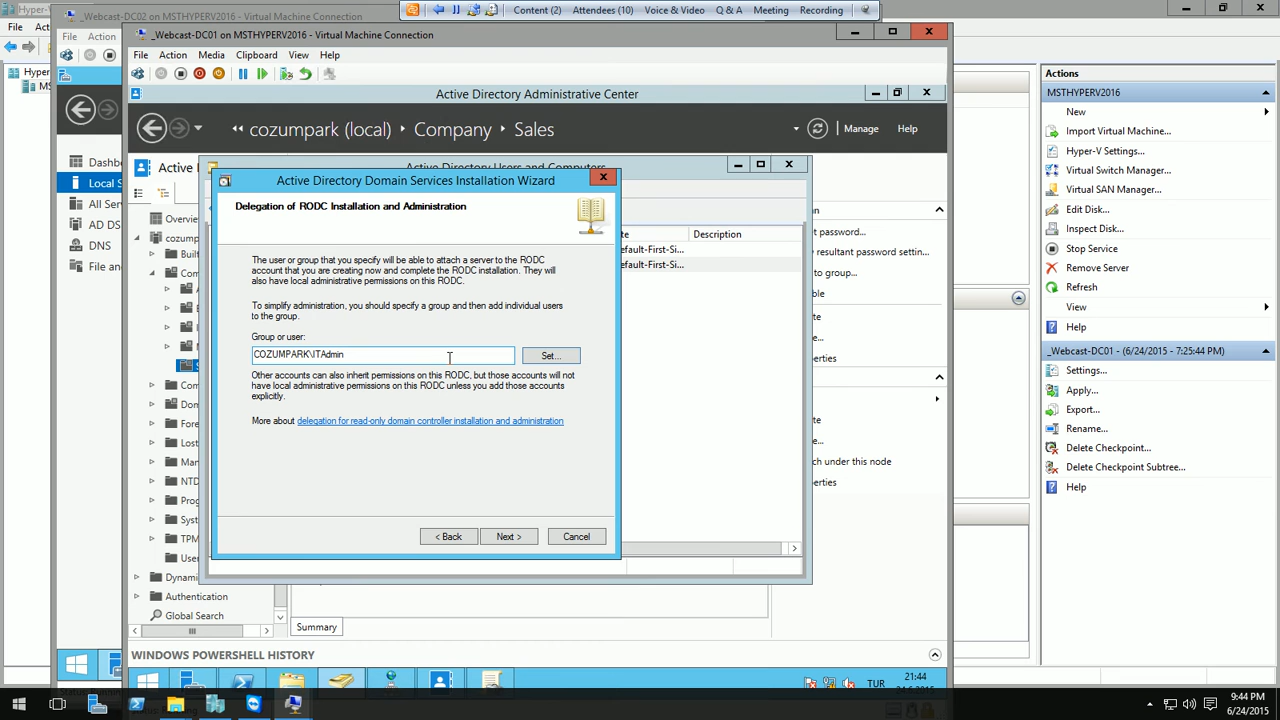 _Webcast-DC02 on MSTHYPERV2016 - Virtual Machine Connection
Content (2)
Attendees (10)
Voice & Video
Q & A
Meeting
Recording
File
Action
_Webcast-DC01 on MSTHYPERV2016 - Virtual Machine Connection
File
Action
Media
Clipboard
View
Help
Active Directory Administrative Center
cozumpark (local)
Company
Sales
Manage
Help
Active Directory Users and Computers
Active Directory Domain Services Installation Wizard
Delegation of RODC Installation and Administration
The user or group that you specify will be able to attach a server to the RODC
account that you are creating now and complete the RODC installation. They will
also have local administrative permissions on this RODC.
To simplify administration, you should specify a group and then add individual users
to the group.
Group or user:
COZUMPARK\ITAdmin
Set...
Other accounts can also inherit permissions on this RODC, but those accounts will not
have local administrative permissions on this RODC unless you add those accounts
explicitly.
More about delegation for read-only domain controller installation and administration
< Back
Next >
Cancel
Description
efault-First-Si...
efault-First-Si...
Dashb
Local S
All Ser
AD DS
DNS
File an
Active
Overv
cozum
Buil
Co
Com
Dom
Fore
Lost
Man
NTD
Prog
Syst
TPM
User
Dynami
Authentication
Global Search
Summary
WINDOWS POWERSHELL HISTORY
TUR
21:44
Actions
MSTHYPERV2016
New
Import Virtual Machine...
Hyper-V Settings...
Virtual Switch Manager...
Virtual SAN Manager...
Edit Disk...
Inspect Disk...
Stop Service
Remove Server
Refresh
View
Help
_Webcast-DC01 - (6/24/2015 - 7:25:44 PM)
Settings...
Apply...
Export...
Rename...
Delete Checkpoint...
Delete Checkpoint Subtree...
Help
9:44 PM
6/24/2015